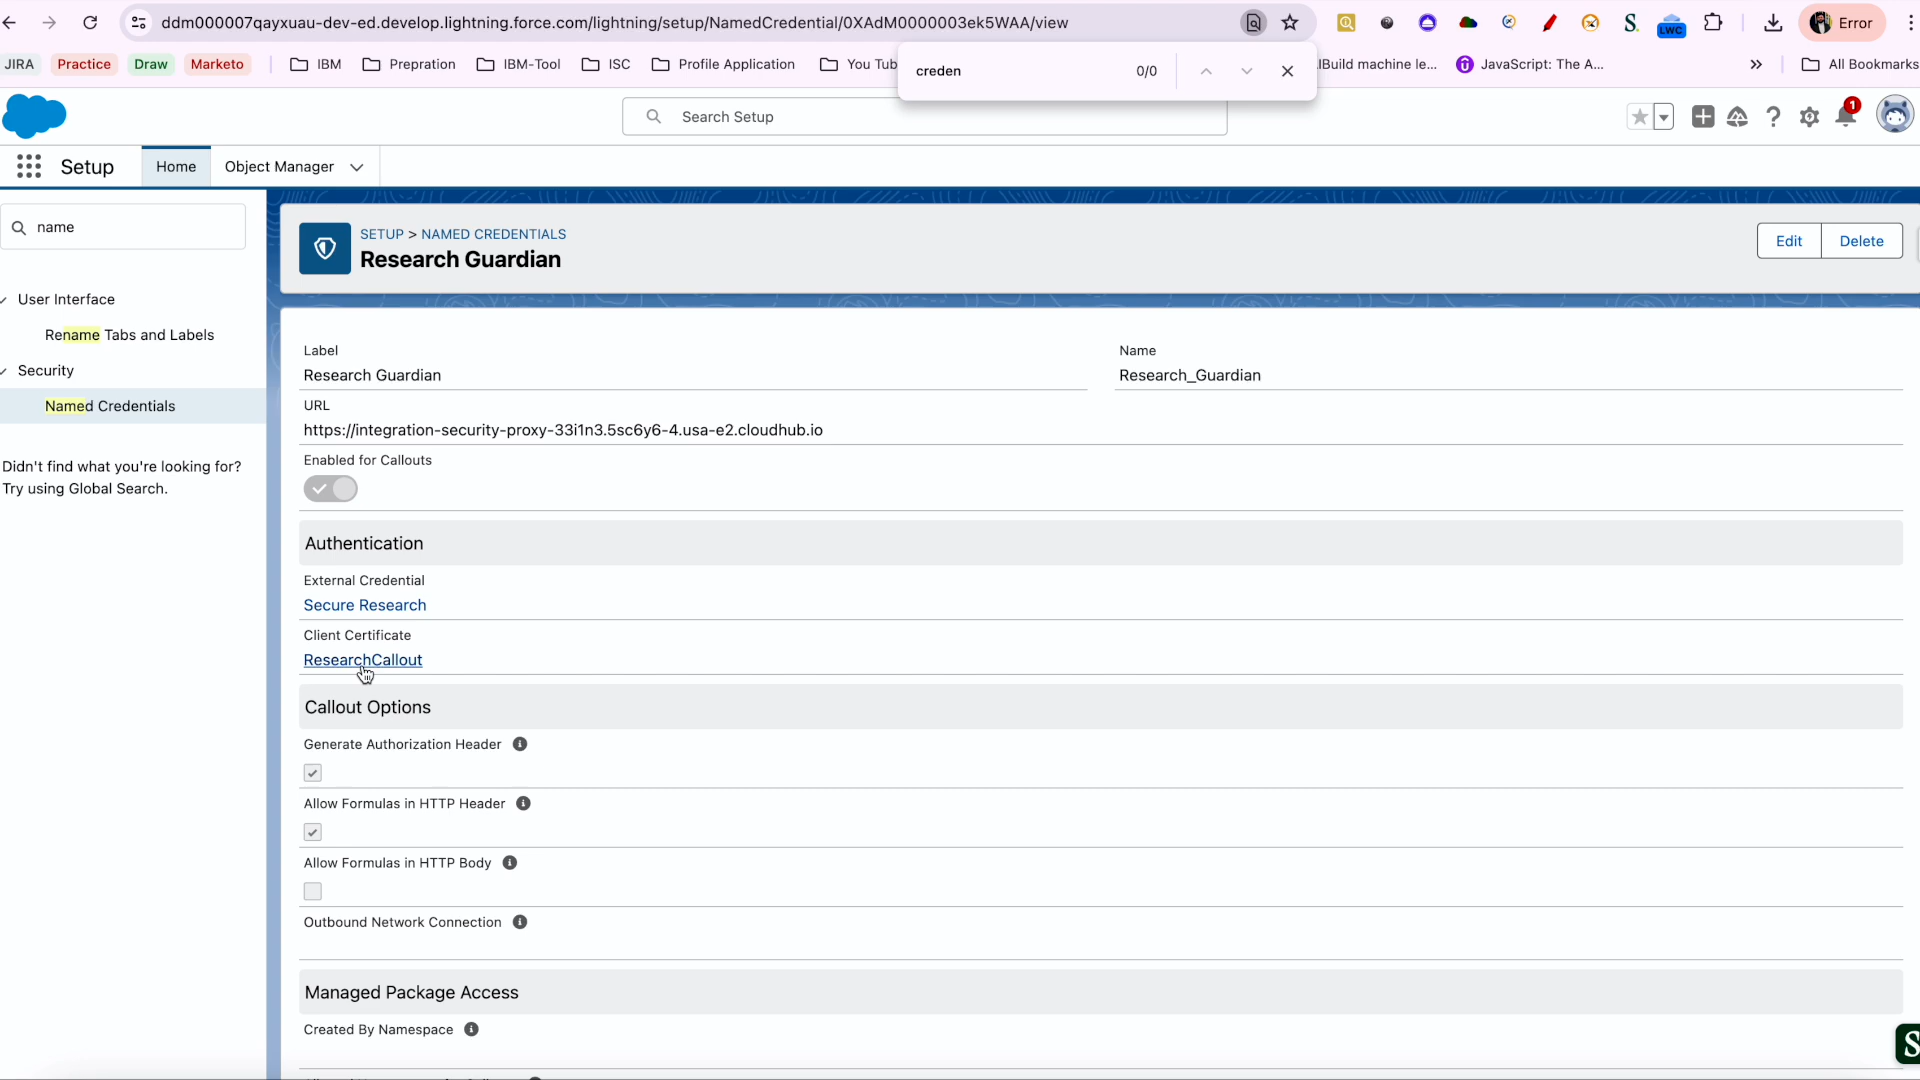 ddm000007qayxuau-dev-ed.develop.lightning.force.com/lightning/setup/NamedCredential/0XAdM0000003ek5WAA/view
LWC
Error
JIRA
Practice
Draw
Marketo
IBM
Prepration
IBM-Tool
ISC
Profile Application
You Tub
creden
0/0
Build machine le...
JavaScript: The A...
»
All Bookmarks
Search Setup
1
Setup
Home
Object Manager
name
User Interface
Rename Tabs and Labels
Security
Named Credentials
Didn't find what you're looking for?
Try using Global Search.
SETUP > NAMED CREDENTIALS
Research Guardian
Edit
Delete
Label
Research Guardian
Name
Research_Guardian
URL
https://integration-security-proxy-33i1n3.5sc6y6-4.usa-e2.cloudhub.io
Enabled for Callouts
Authentication
External Credential
Secure Research
Client Certificate
ResearchCallout
Callout Options
Generate Authorization Header
Allow Formulas in HTTP Header
Allow Formulas in HTTP Body
Outbound Network Connection
Managed Package Access
Created By Namespace